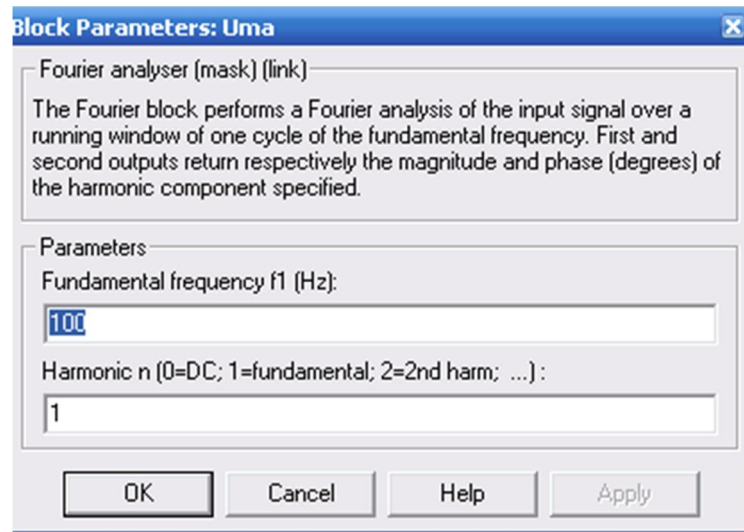 Block Parameters: Uma
Fourier analyser (mask) (link)
The Fourier block performs a Fourier analysis of the input signal over a
running window of one cycle of the fundamental frequency. First and
second outputs return respectively the magnitude and phase (degrees) of
the harmonic component specified.
Parameters
Fundamental frequency f1 (Hz):
100
Harmonic n (0=DC; 1=fundamental; 2=2nd harm; ...) :
1
OK Cancel Help Apply